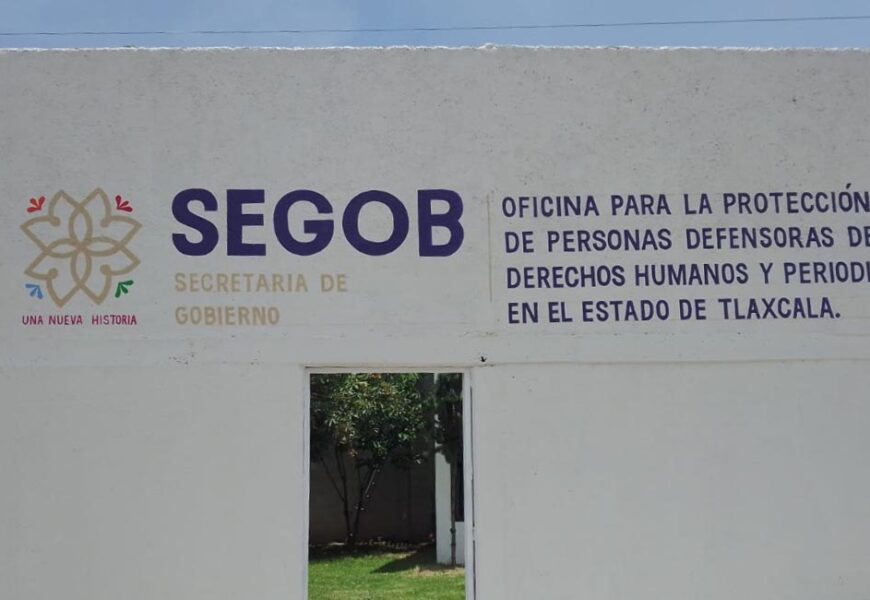 UNA NUEVA HISTORIA
SEGOB
SECRETARIA DE
GOBIERNO
OFICINA PARA LA PROTECCIÓN
DE PERSONAS DEFENSORAS DE
DERECHOS HUMANOS Y PERIODI
EN EL ESTADO DE TLAXCALA.